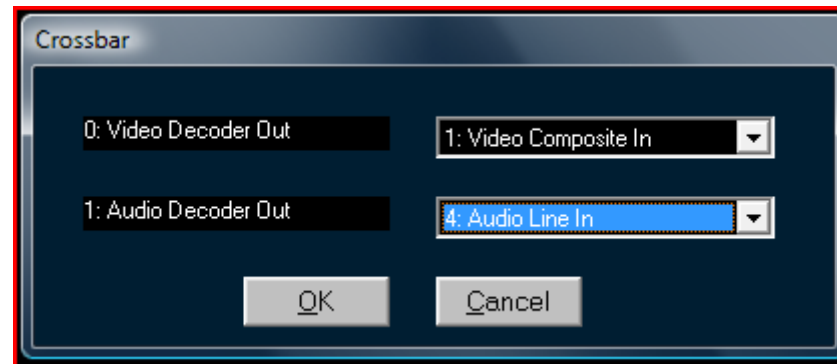 Crossbar
0: Video Decoder Out
1: Video Composite In
1: Audio Decoder Out
4: Audio Line In
OK
Cancel